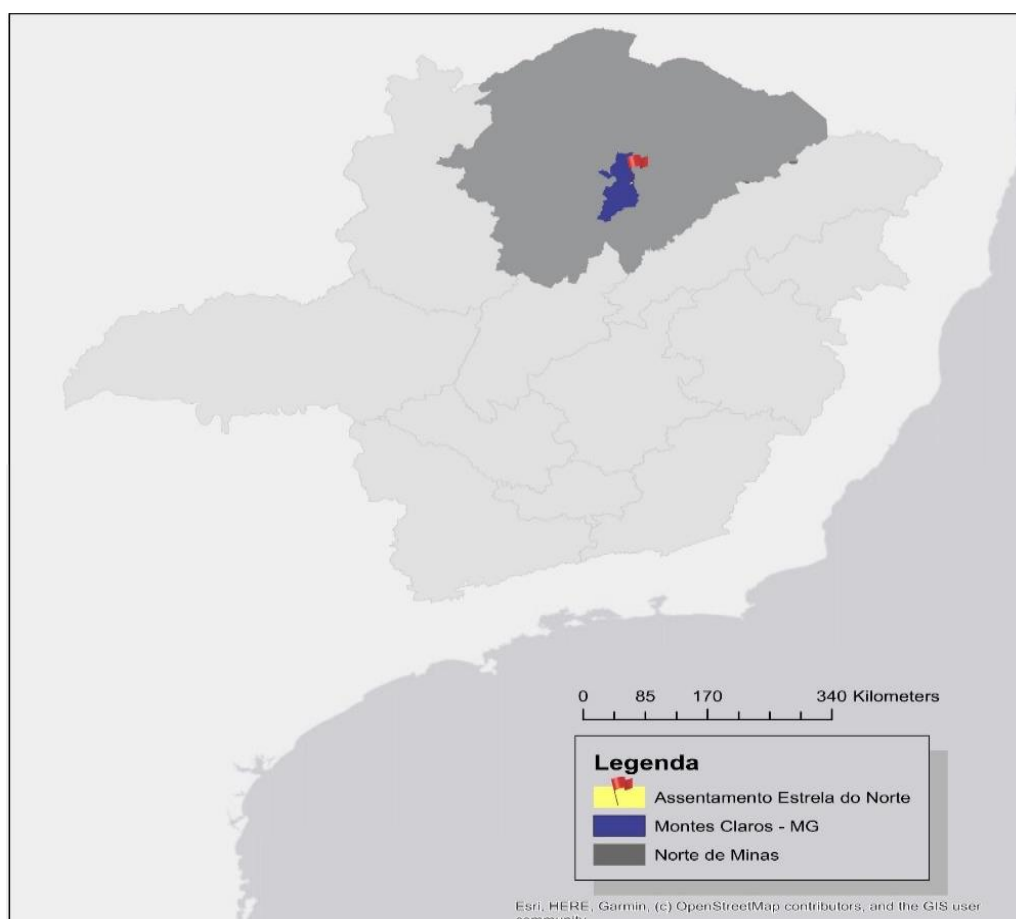 0 85 170 340 Kilometers
Legenda
Assentamento Estrela do Norte
Montes Claros - MG
Norte de Minas
Esri, HERE, Garmin, (c) OpenStreetMap contributors, and the GIS user
community